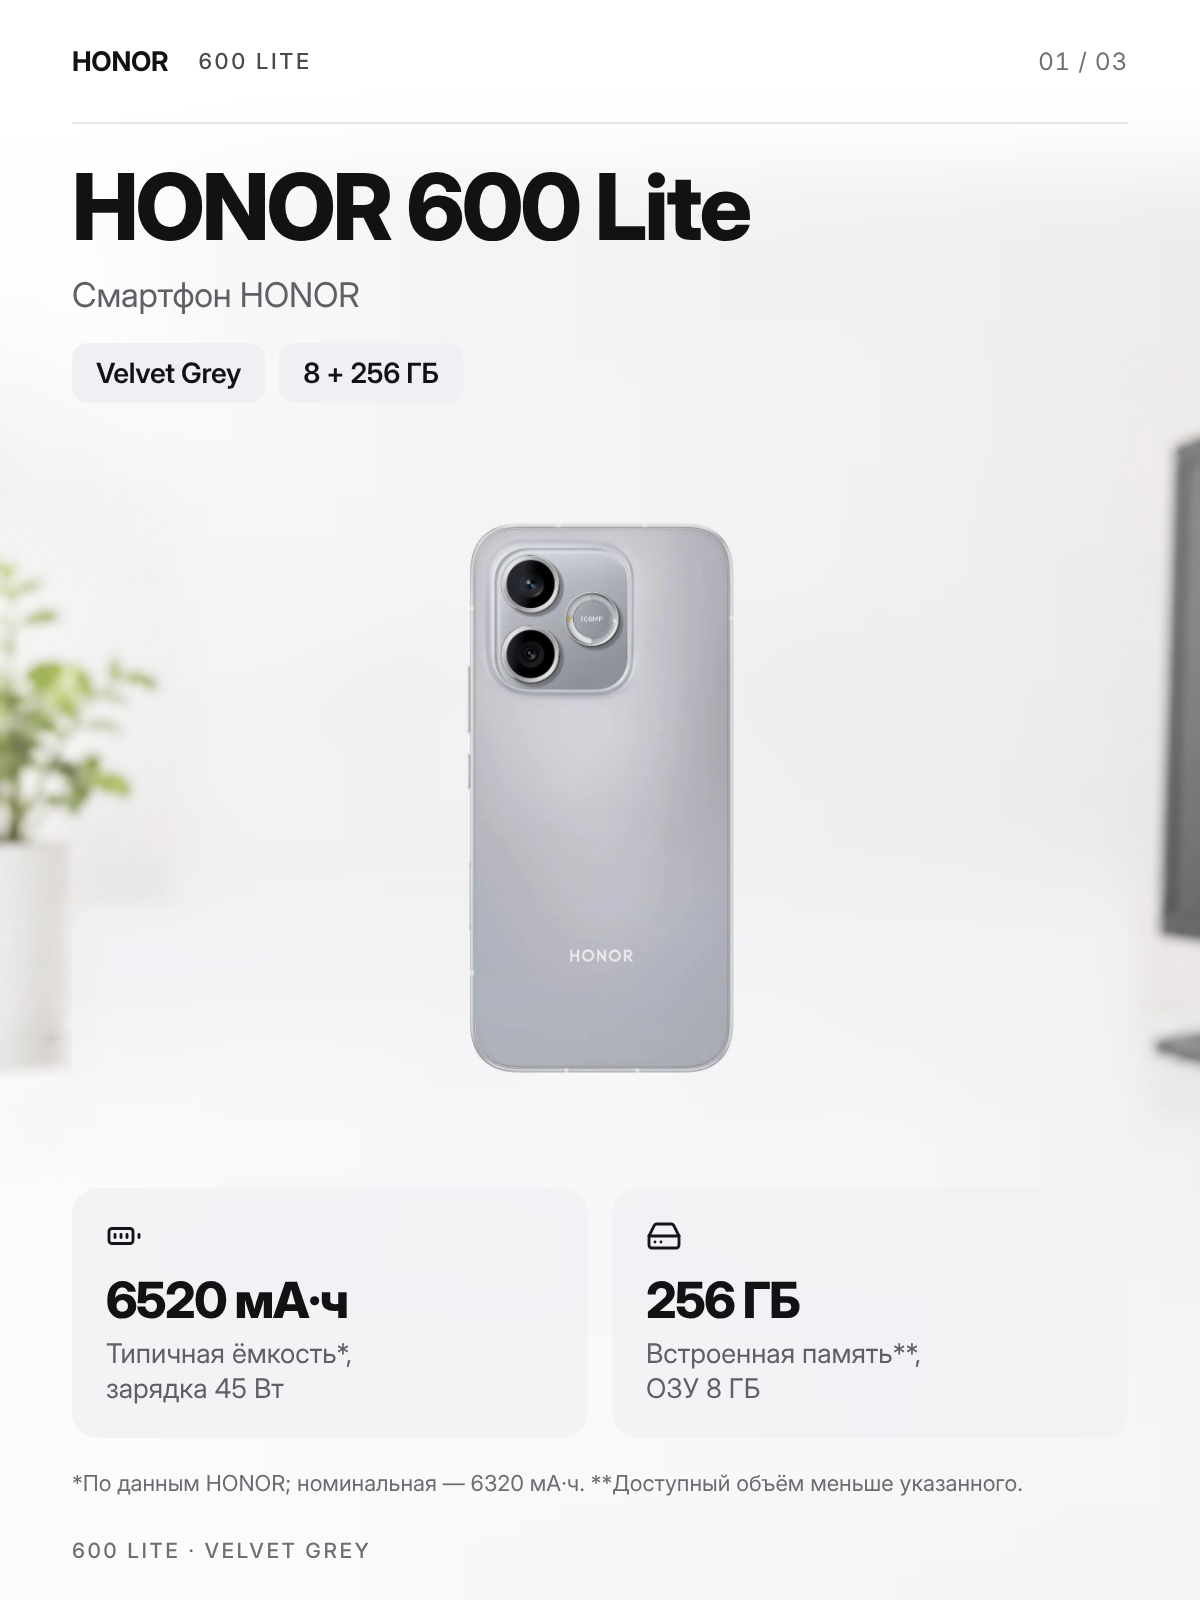 HONOR 600 LITE 01 / 03
HONOR 600 Lite
Смартфон HONOR
Velvet Grey 8 + 256 ГБ
108MP
HONOR
6520 мА·ч
Типичная ёмкость*,
зарядка 45 Вт
256 ГБ
Встроенная память**,
ОЗУ 8 ГБ
*По данным HONOR; номинальная — 6320 мА·ч. **Доступный объём меньше указанного.
600 LITE · VELVET GREY